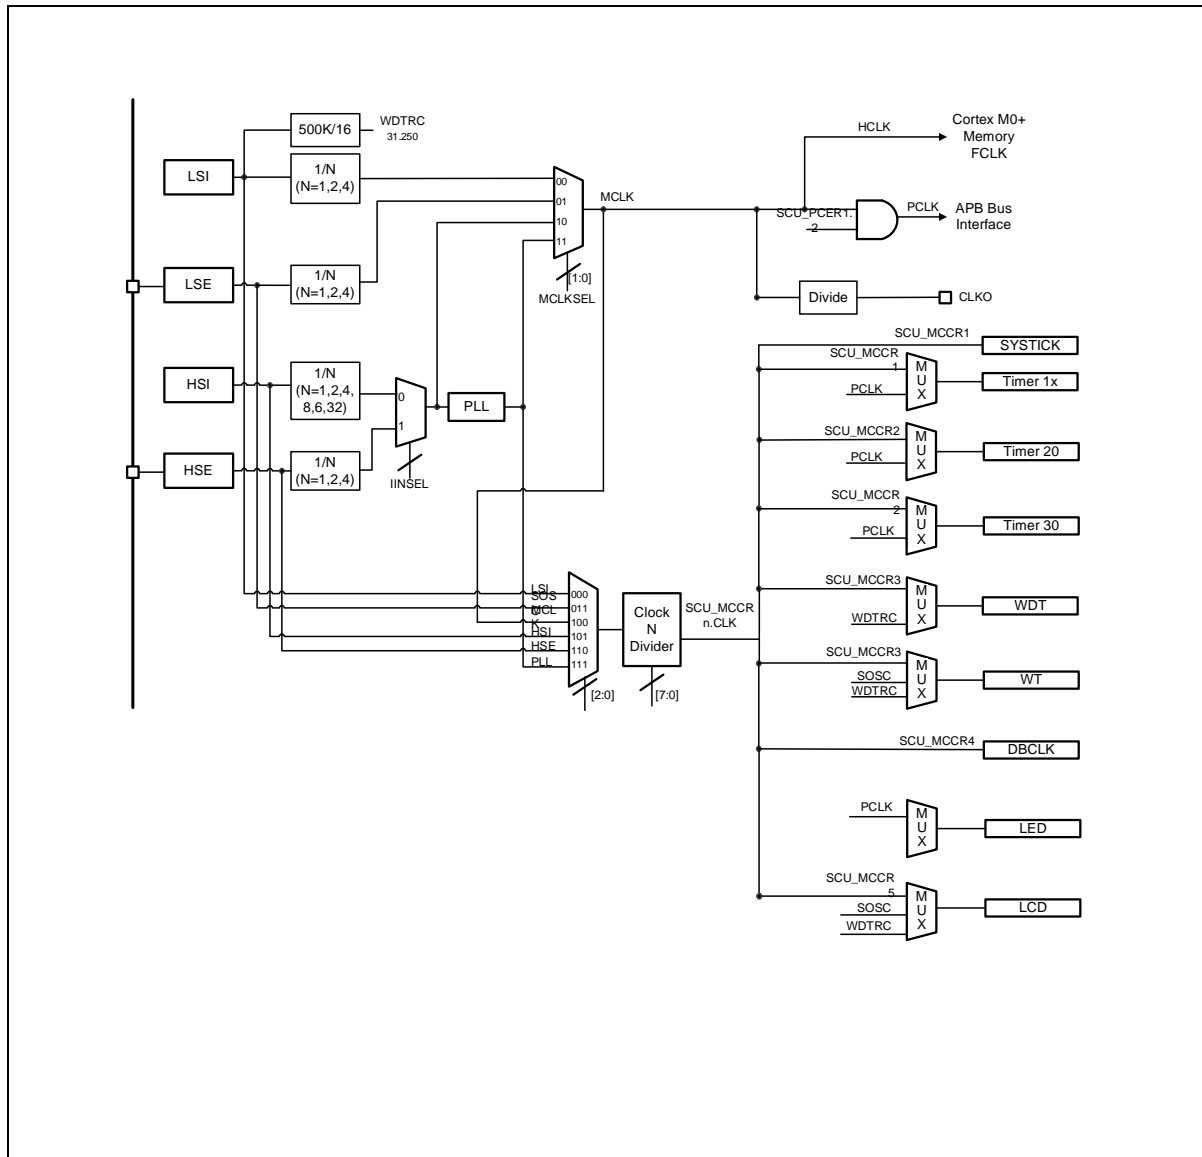 500K/16
WDTRC
31.250
LSI
1/N
(N=1,2,4)
LSE
1/N
(N=1,2,4)
HSI
1/N
(N=1,2,4,
8,6,32)
HSE
1/N
(N=1,2,4)
0
1
IINSEL
PLL
00
01
10
11
[1:0]
MCLKSEL
MCLK
HCLK
Cortex M0+
Memory
FCLK
SCU_PCER1.
2
PCLK
APB Bus
Interface
Divide
CLKO
LSI
SOS
C
MCL
K
HSI
HSE
PLL
000
011
100
101
110
111
[2:0]
Clock
N
Divider
[7:0]
SCU_MCCR
n.CLK
SCU_MCCR1
SYSTICK
SCU_MCCR
1
PCLK
M
U
X
Timer 1x
SCU_MCCR2
PCLK
M
U
X
Timer 20
SCU_MCCR
2
PCLK
M
U
X
Timer 30
SCU_MCCR3
WDTRC
M
U
X
WDT
SCU_MCCR3
SOSC
WDTRC
M
U
X
WT
SCU_MCCR4
DBCLK
PCLK
M
U
X
LED
SCU_MCCR
5
SOSC
WDTRC
M
U
X
LCD